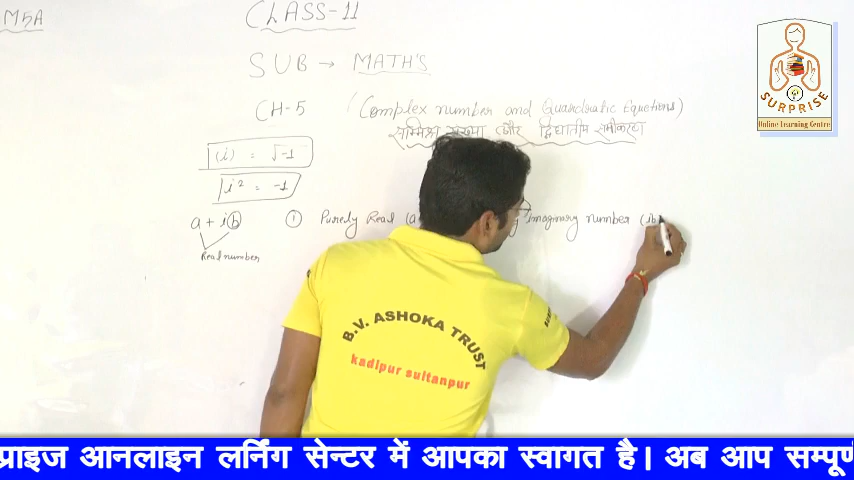 M5A
CLASS-11
SUB → MATH'S
CH-5 (Complex number and Quardratic Equetions)
सम्मिश्र संख्या और द्विघातीय समीकरण
(i) = √-1
i² = -1
a + ib
① Purely Real (a
imaginary number (ib
Real number
B.V. ASHOKA TRUST
kadipur sultanpur
SURPRISE
Online Learning Centre
प्राइज आनलाइन लर्निंग सेन्टर में आपका स्वागत है। अब आप सम्पूर्ण